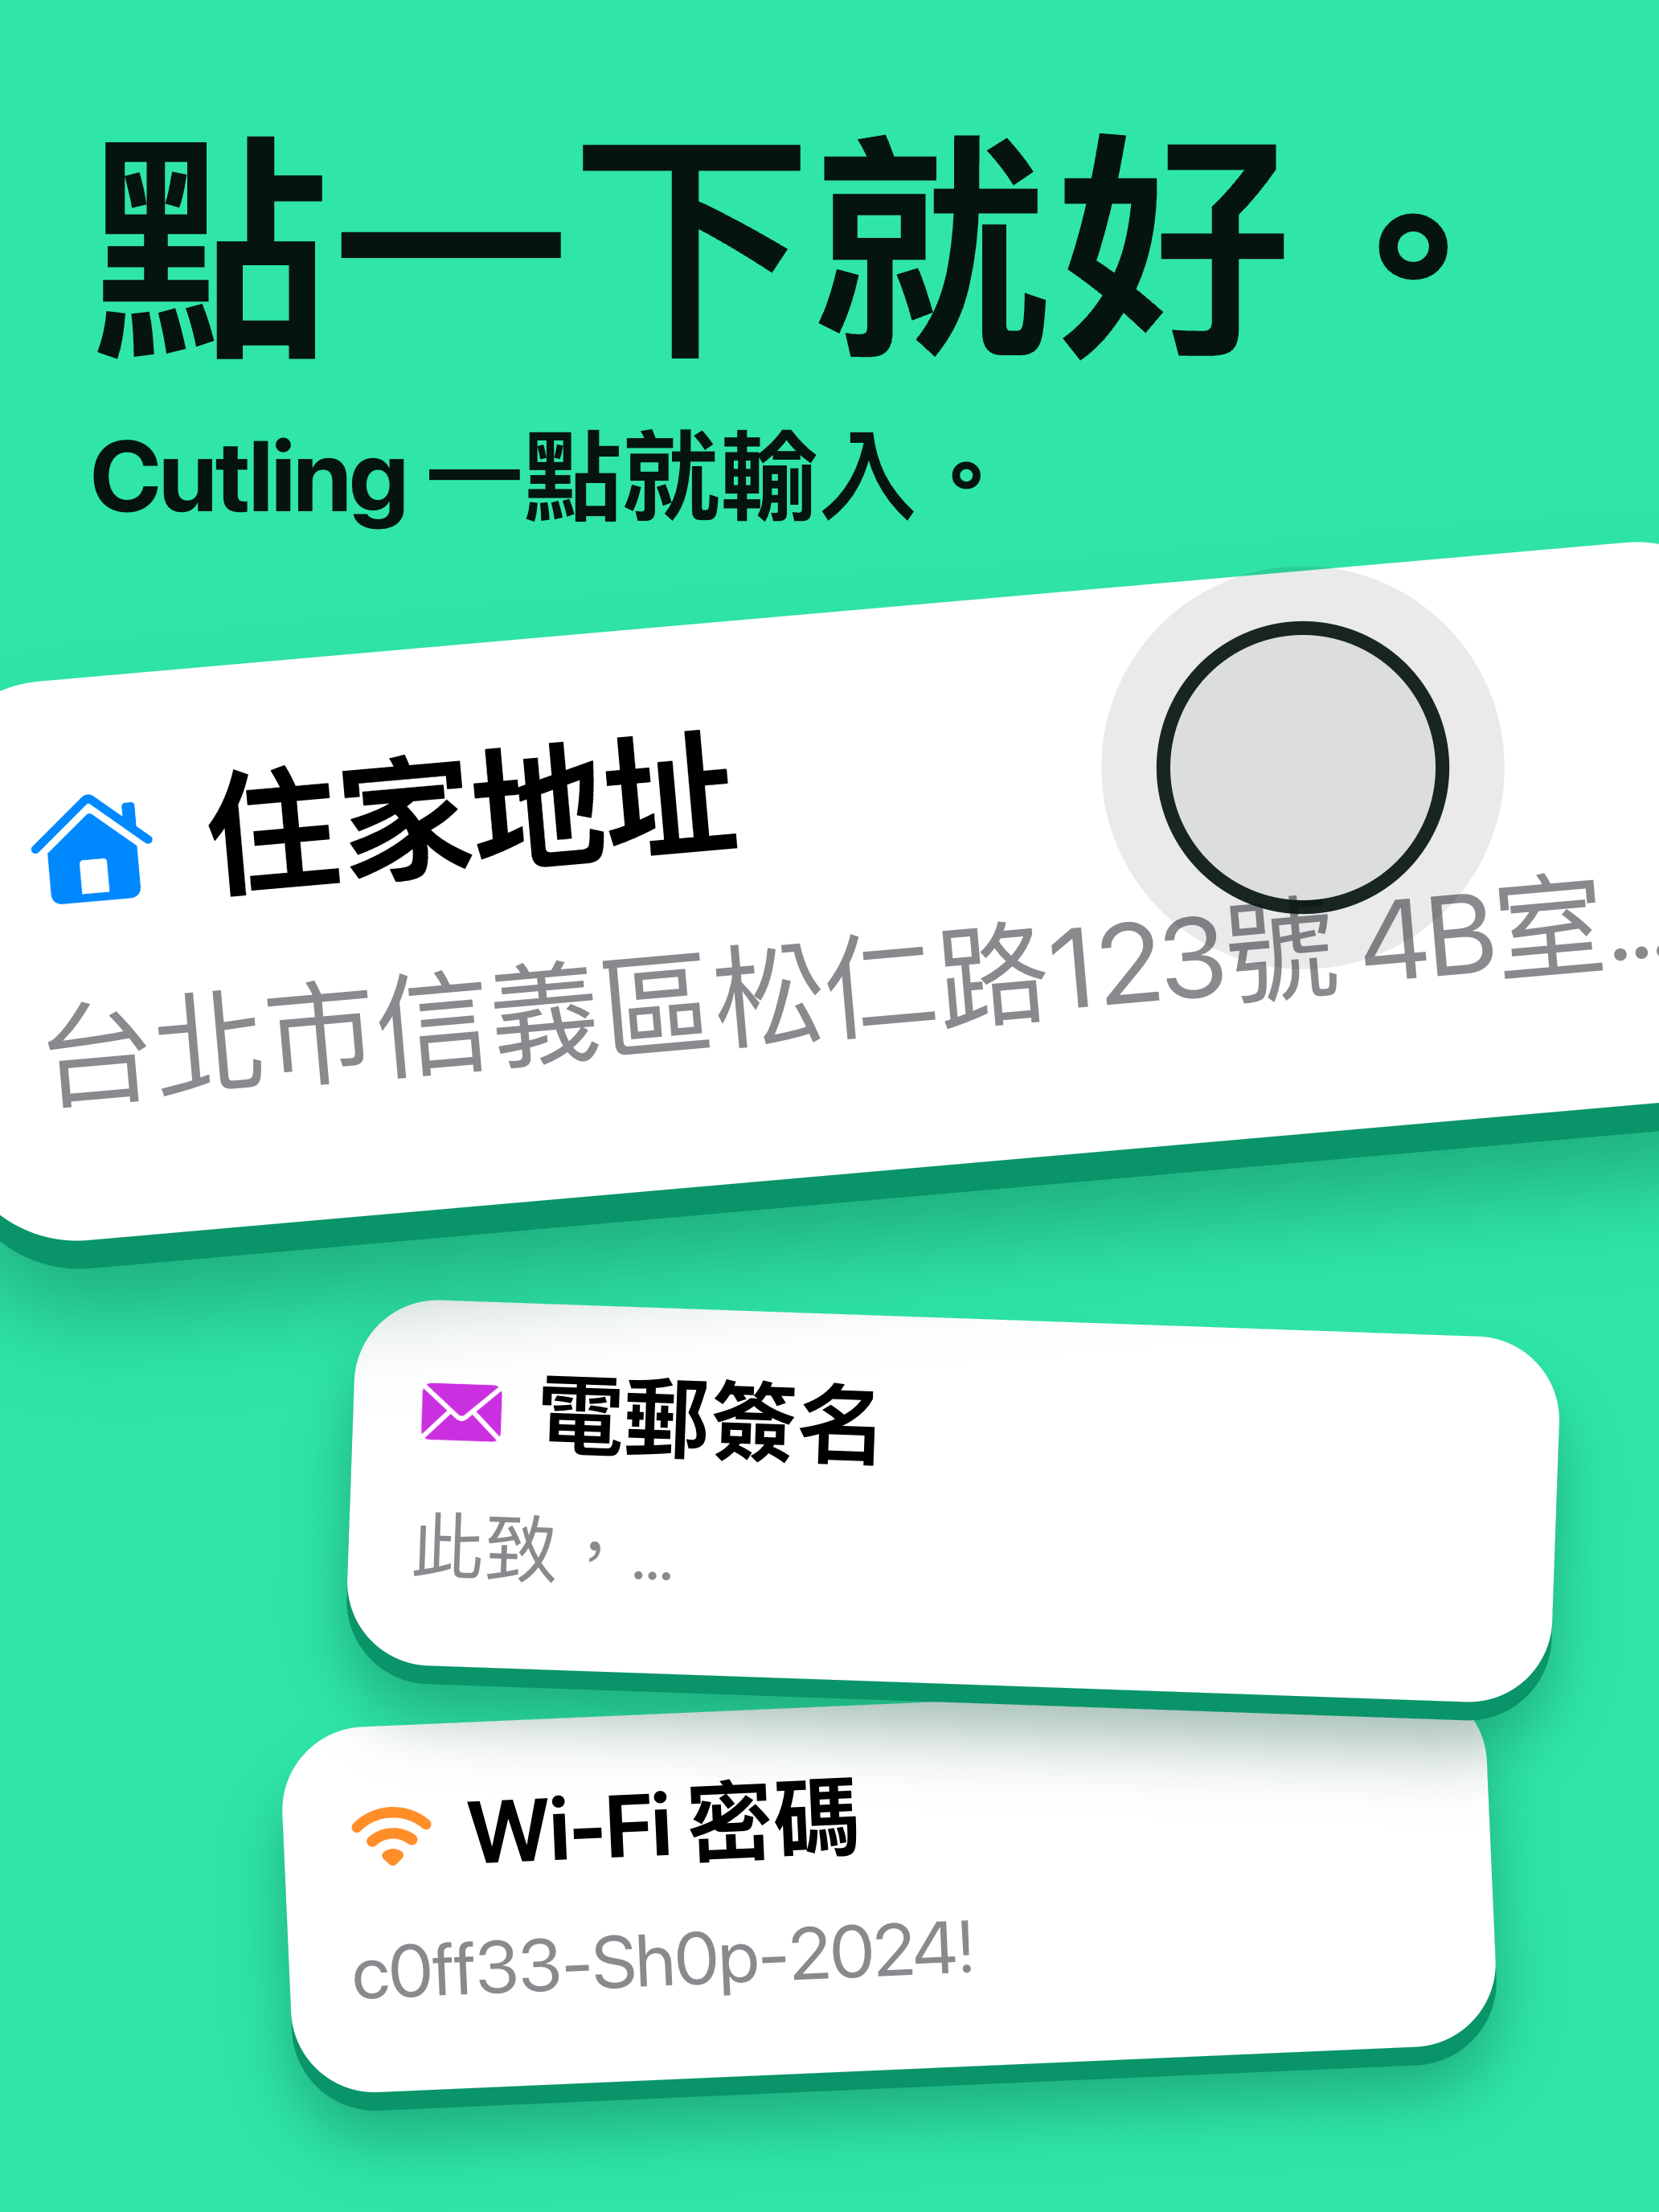 點一下就好。
Cutling 一點就輸入。
住家地址
台北市信義區松仁路123號 4B室...
電郵簽名
此致，...
Wi-Fi 密碼
c0ff33-Sh0p-2024!